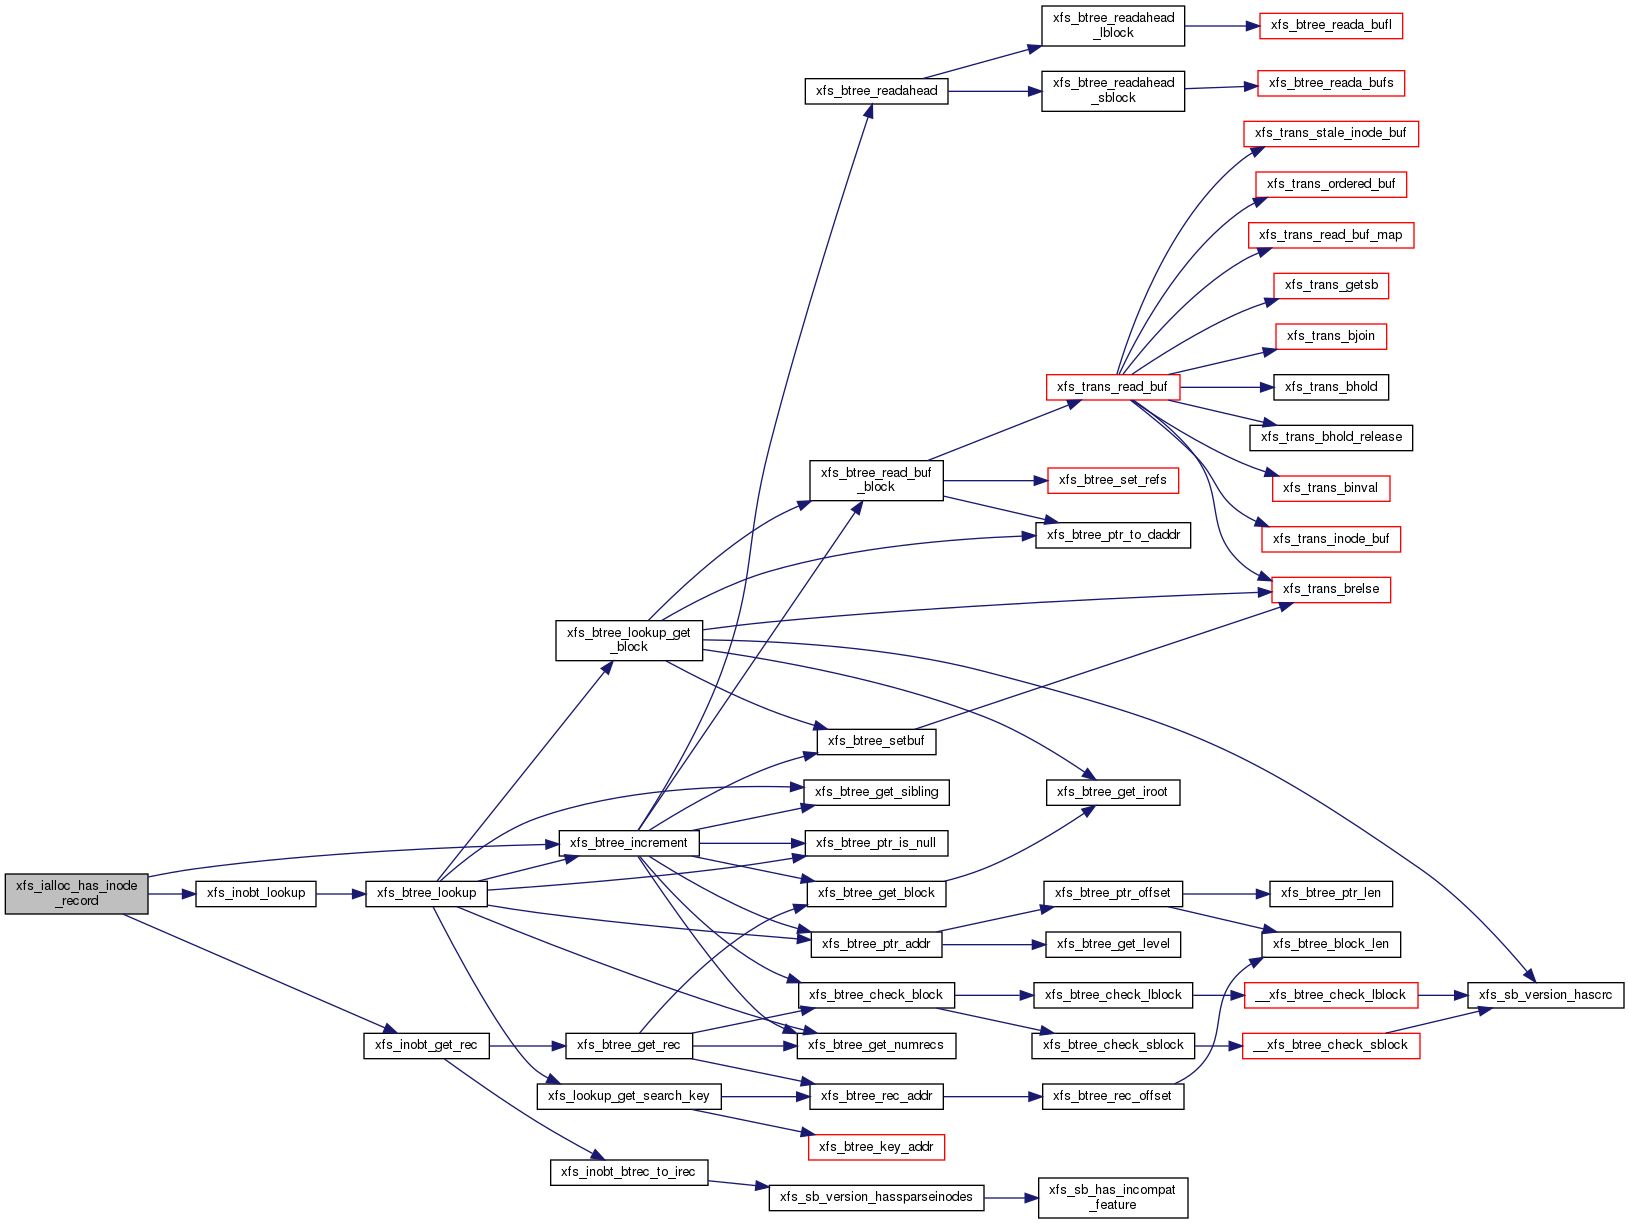 xfs_btree_readahead
_lblock
xfs_btree_reada_bufl
xfs_btree_readahead
xfs_btree_readahead
_sblock
xfs_btree_reada_bufs
xfs_trans_stale_inode_buf
xfs_trans_ordered_buf
xfs_trans_read_buf_map
xfs_trans_getsb
xfs_trans_bjoin
xfs_trans_read_buf
xfs_trans_bhold
xfs_trans_bhold_release
xfs_btree_read_buf
_block
xfs_btree_set_refs
xfs_trans_binval
xfs_btree_ptr_to_daddr
xfs_trans_inode_buf
xfs_trans_brelse
xfs_btree_lookup_get
_block
xfs_btree_setbuf
xfs_btree_get_sibling
xfs_btree_get_iroot
xfs_btree_increment
xfs_btree_ptr_is_null
xfs_ialloc_has_inode
_record
xfs_inobt_lookup
xfs_btree_lookup
xfs_btree_get_block
xfs_btree_ptr_offset
xfs_btree_ptr_len
xfs_btree_ptr_addr
xfs_btree_get_level
xfs_btree_block_len
xfs_btree_check_block
xfs_btree_check_lblock
__xfs_btree_check_lblock
xfs_sb_version_hascrc
xfs_inobt_get_rec
xfs_btree_get_rec
xfs_btree_get_numrecs
xfs_btree_check_sblock
__xfs_btree_check_sblock
xfs_lookup_get_search_key
xfs_btree_rec_addr
xfs_btree_rec_offset
xfs_btree_key_addr
xfs_inobt_btrec_to_irec
xfs_sb_version_hassparseinodes
xfs_sb_has_incompat
_feature